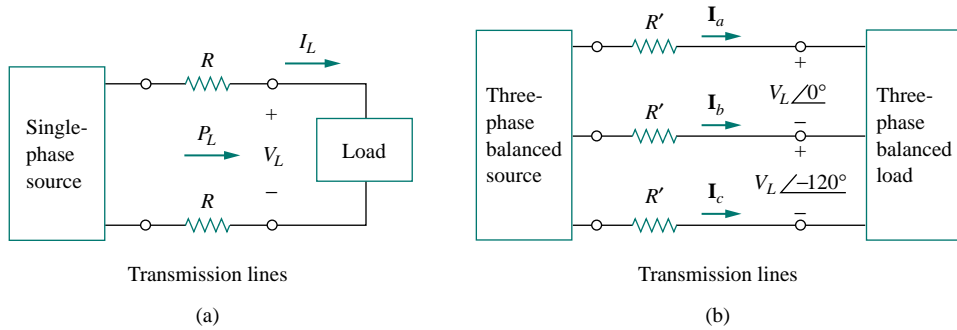 R
I_L
Single-
phase
source
P_L
+
V_L
−
Load
R
Transmission lines
(a)
Three-
phase
balanced
source
R′
I_a
+
V_L∠0°
−
R′
I_b
+
V_L∠−120°
−
R′
I_c
Three-
phase
balanced
load
Transmission lines
(b)